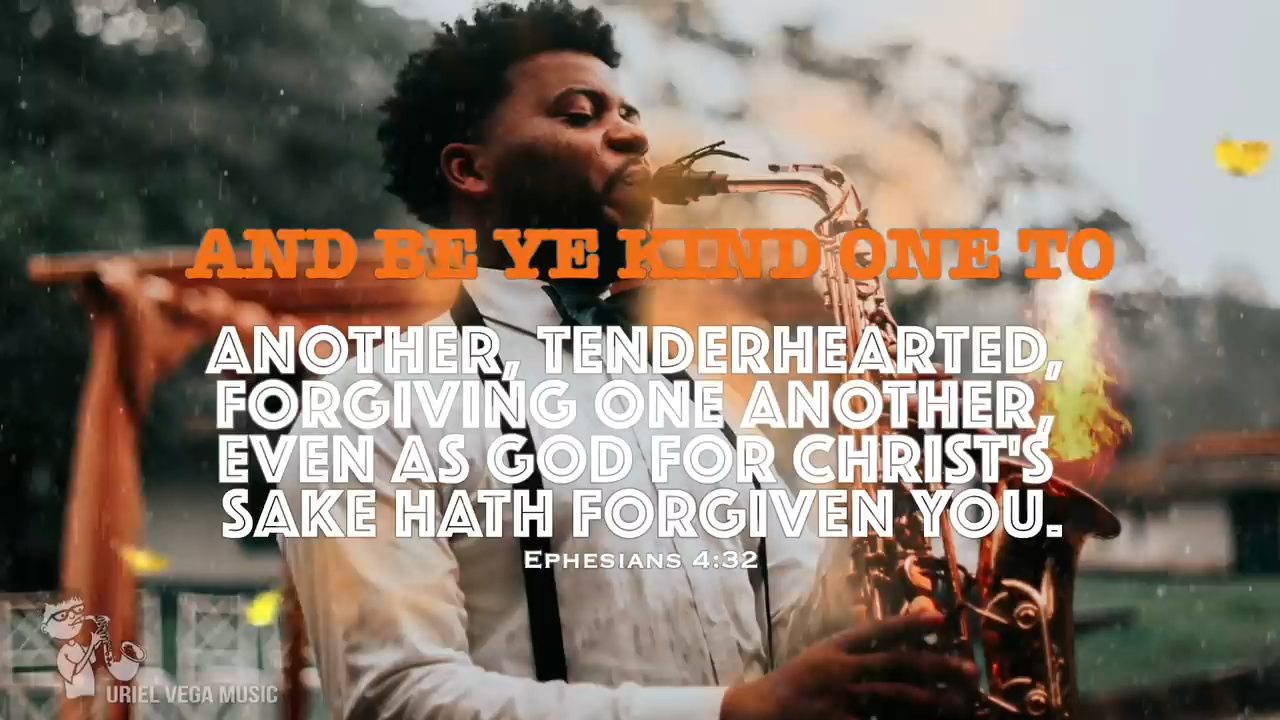 AND BE YE KIND ONE TO
ANOTHER, TENDERHEARTED,
FORGIVING ONE ANOTHER,
EVEN AS GOD FOR CHRIST'S
SAKE HATH FORGIVEN YOU.
EPHESIANS 4:32
URIEL VEGA MUSIC